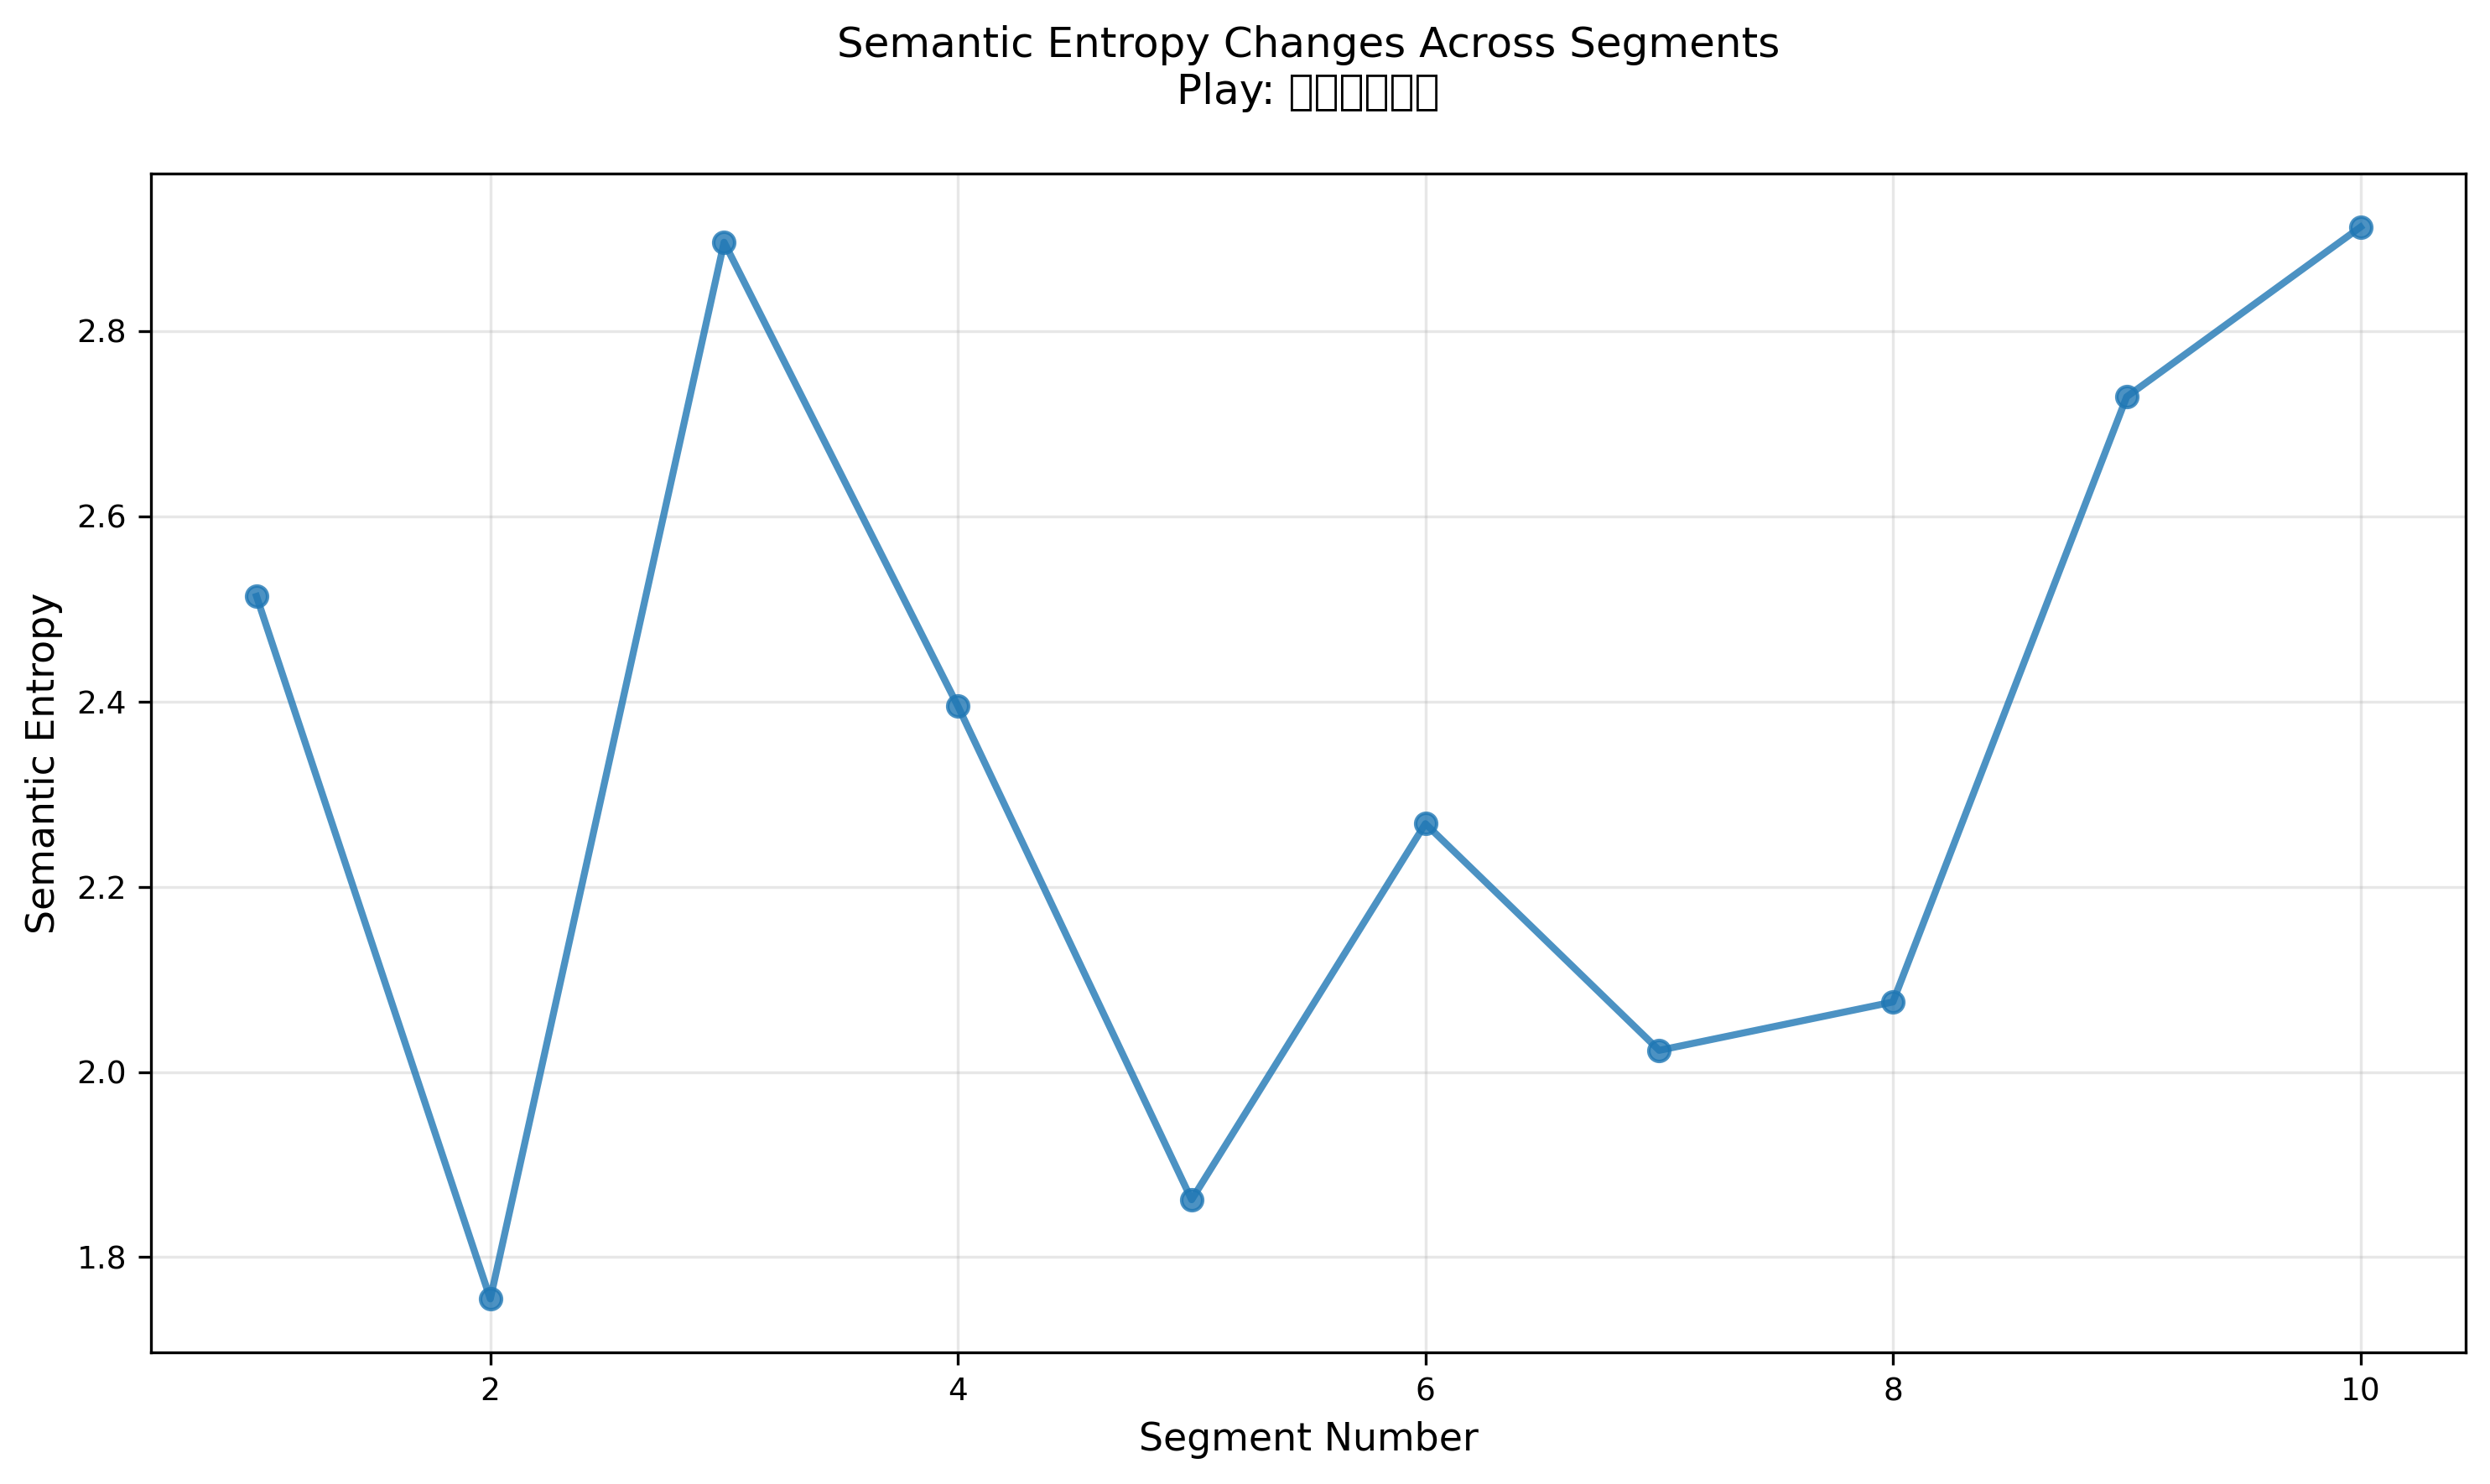 Semantic Entropy Changes Across Segments
Play: □□□□□□
2.8
2.6
2.4
2.2
2.0
1.8
Semantic Entropy
2
4
6
8
10
Segment Number